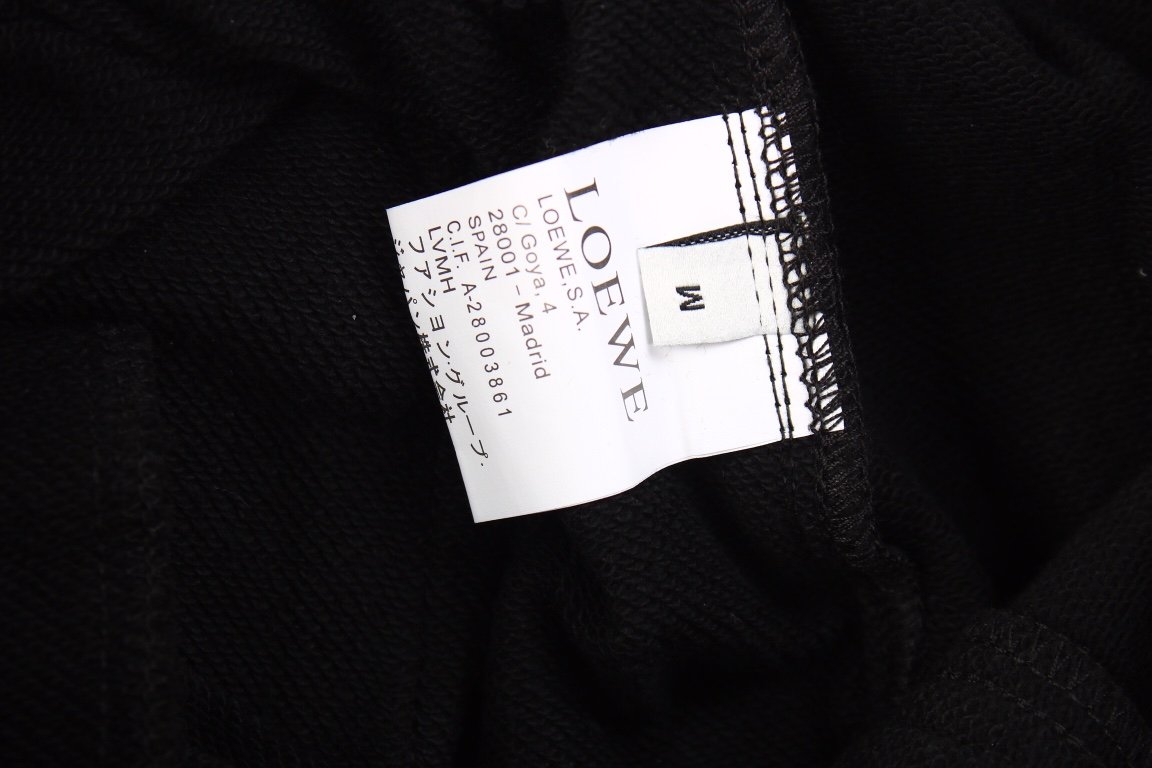 LOEWE
LOEWE,S.A.
C/Goya, 4
28001 - Madrid
SPAIN
C.I.F. A-28003861
LVMH
ファション・グループ・
ジャパン株式会社
M